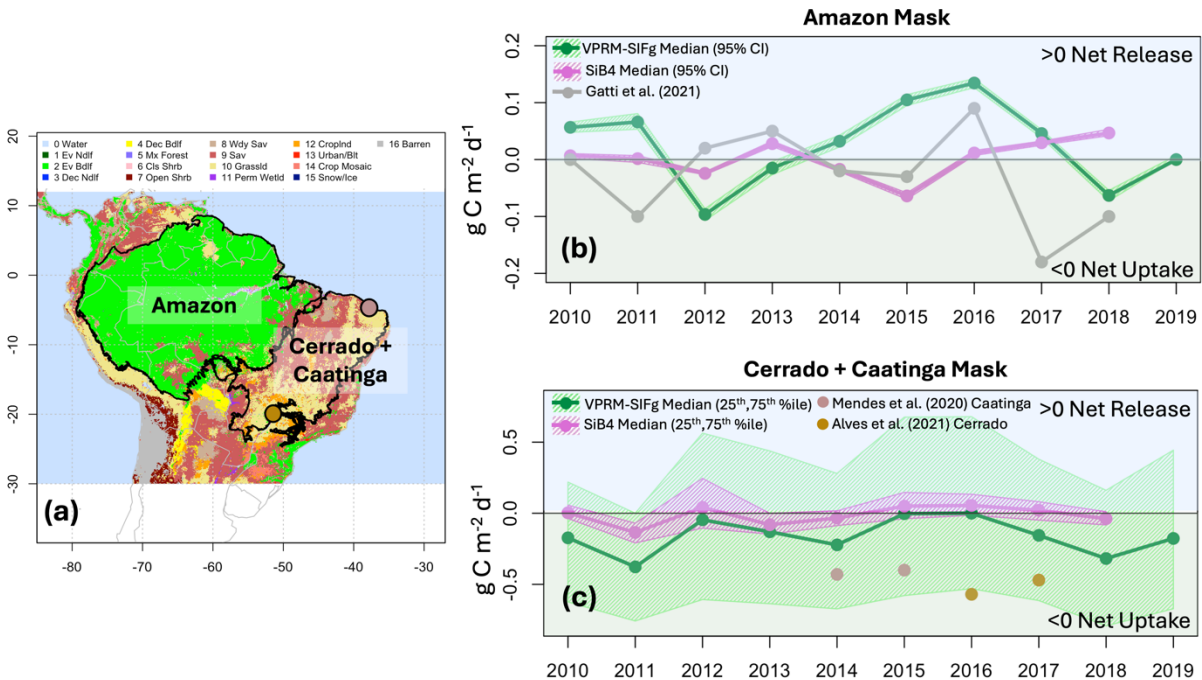 20
10
0
-10
-20
-30
0 Water
1 Ev Ndlf
2 Ev Bdlf
3 Dec Ndlf
4 Dec Bdlf
5 Mx Forest
6 Cls Shrb
7 Open Shrb
8 Wdy Sav
9 Sav
10 Grassld
11 Perm Wetld
12 Croplnd
13 Urban/Blt
14 Crop Mosaic
15 Snow/Ice
16 Barren
Amazon
Cerrado +
Caatinga
(a)
-80 -70 -60 -50 -40 -30
Amazon Mask
g C m-2 d-1
0.2
0.1
0.0
-0.1
-0.2
VPRM-SIFg Median (95% CI)
SiB4 Median (95% CI)
Gatti et al. (2021)
>0 Net Release
(b)
<0 Net Uptake
2010 2011 2012 2013 2014 2015 2016 2017 2018 2019
Cerrado + Caatinga Mask
g C m-2 d-1
0.5
0.0
-0.5
VPRM-SIFg Median (25th,75th %ile)
SiB4 Median (25th,75th %ile)
Mendes et al. (2020) Caatinga
Alves et al. (2021) Cerrado
>0 Net Release
(c)
<0 Net Uptake
2010 2011 2012 2013 2014 2015 2016 2017 2018 2019